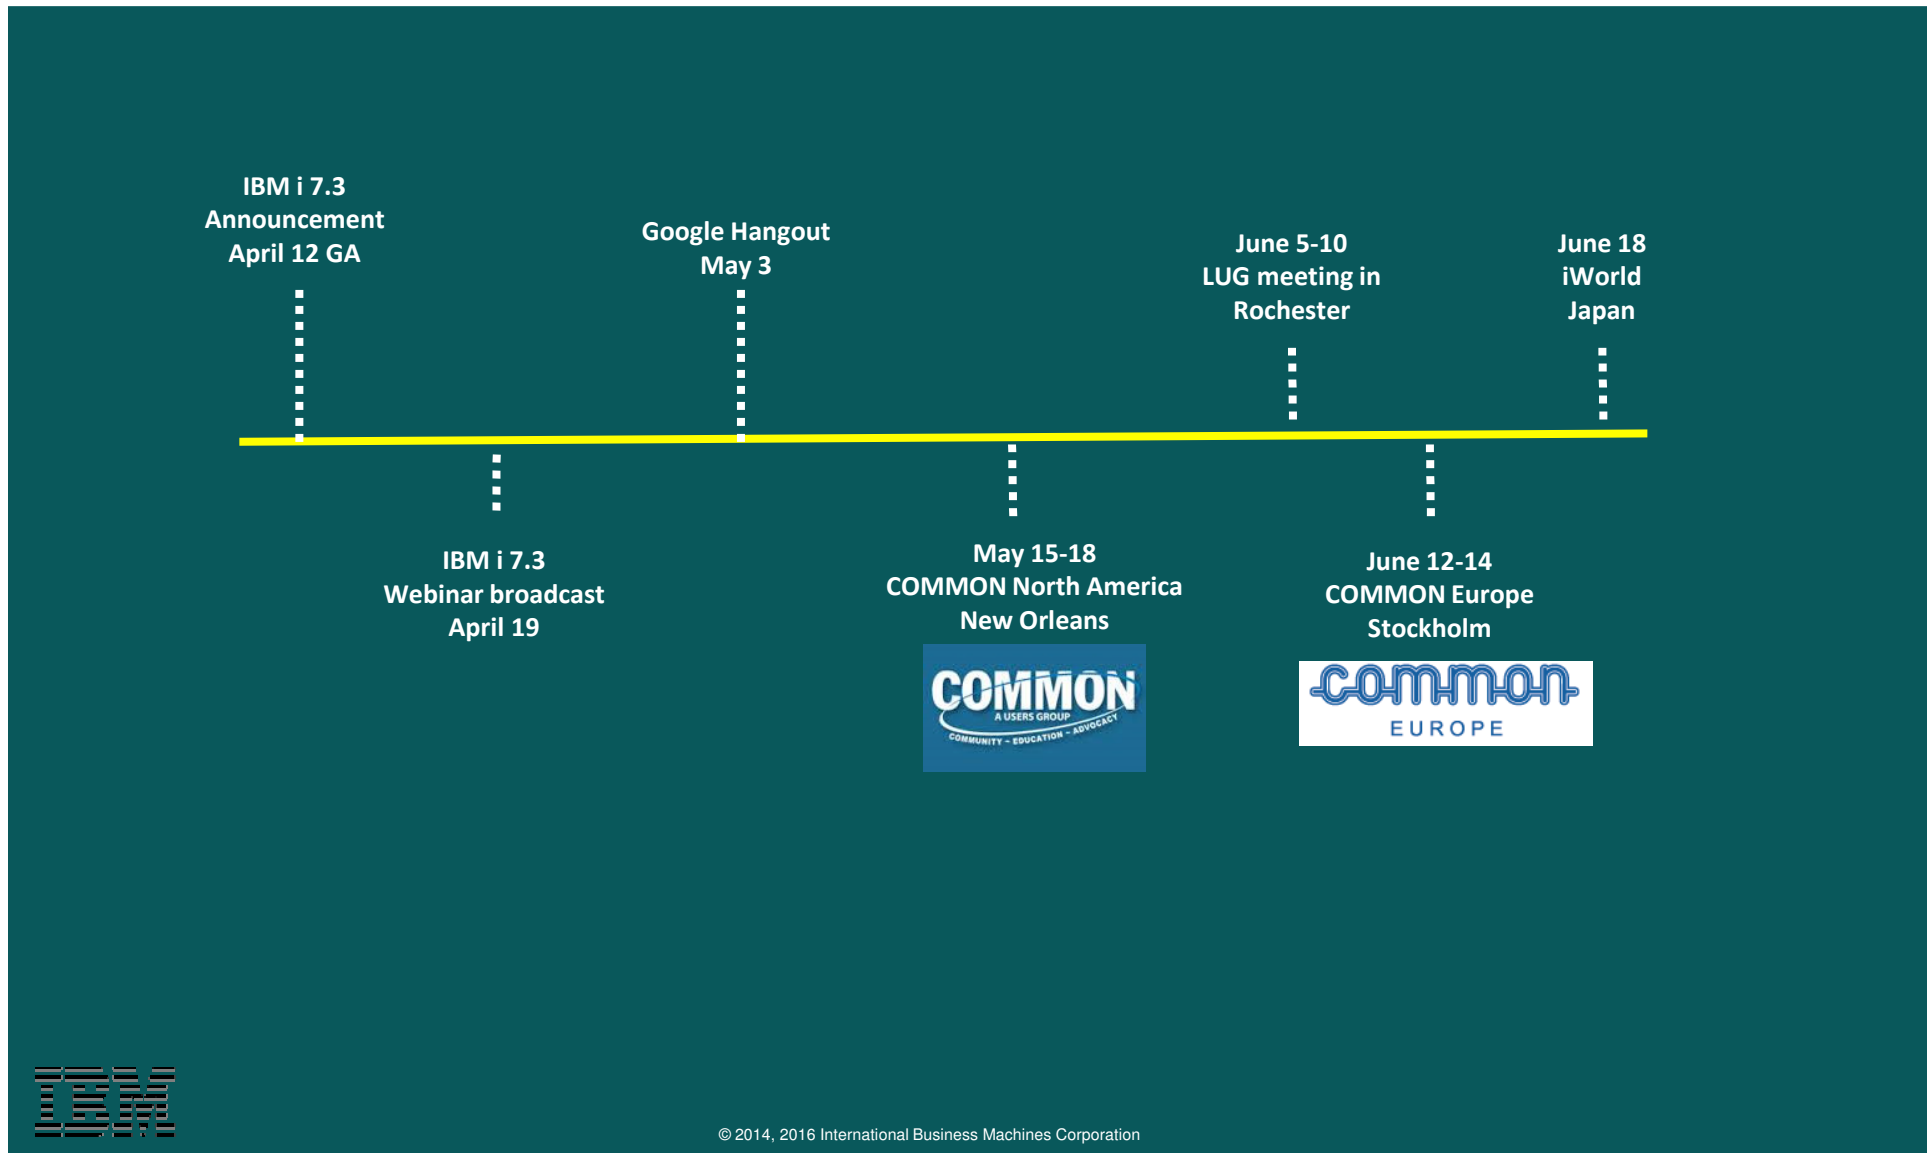 IBM i 7.3
Announcement
April 12 GA
Google Hangout
May 3
June 5-10
LUG meeting in
Rochester
June 18
iWorld
Japan
IBM i 7.3
Webinar broadcast
April 19
May 15-18
COMMON North America
New Orleans
COMMON
A USERS GROUP
COMMUNITY – EDUCATION – ADVOCACY
June 12-14
COMMON Europe
Stockholm
common
EUROPE
IBM
© 2014, 2016 International Business Machines Corporation